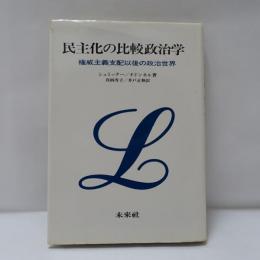 民主化の比較政治学
権威主義支配以後の政治世界
シュミッター/オドンネル著
真柄秀子/井戸正伸訳
L
未来社